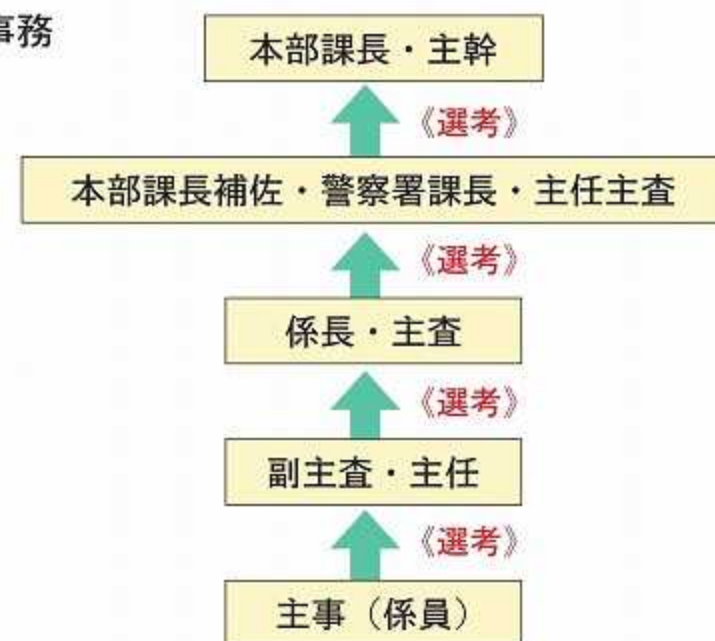 事務
本部課長・主幹
《選考》
本部課長補佐・警察署課長・主任主査
《選考》
係長・主査
《選考》
副主査・主任
《選考》
主事（係員）